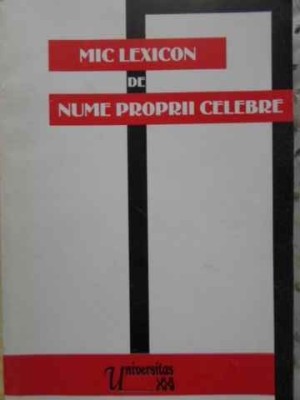 MIC LEXICON
DE
NUME PROPRII CELEBRE
Universitas
XXI